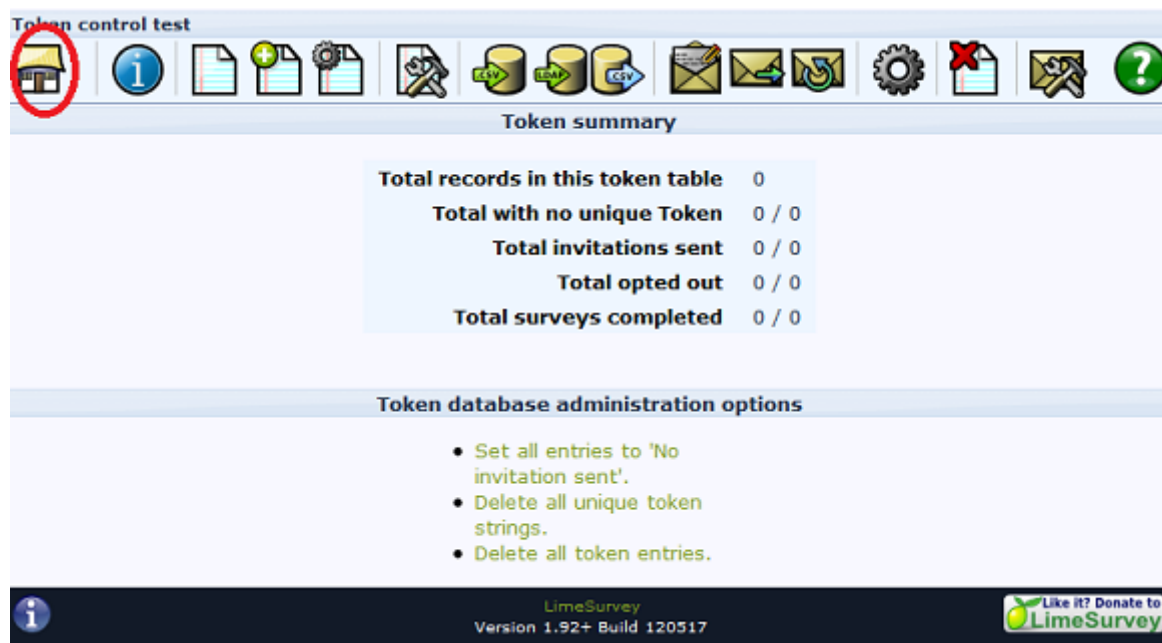 Token control test
CSV LDAP CSV
?
Token summary
Total records in this token table 0
Total with no unique Token 0 / 0
Total invitations sent 0 / 0
Total opted out 0 / 0
Total surveys completed 0 / 0
Token database administration options
• Set all entries to 'No
invitation sent'.
• Delete all unique token
strings.
• Delete all token entries.
LimeSurvey
Version 1.92+ Build 120517
Like it? Donate to
LimeSurvey